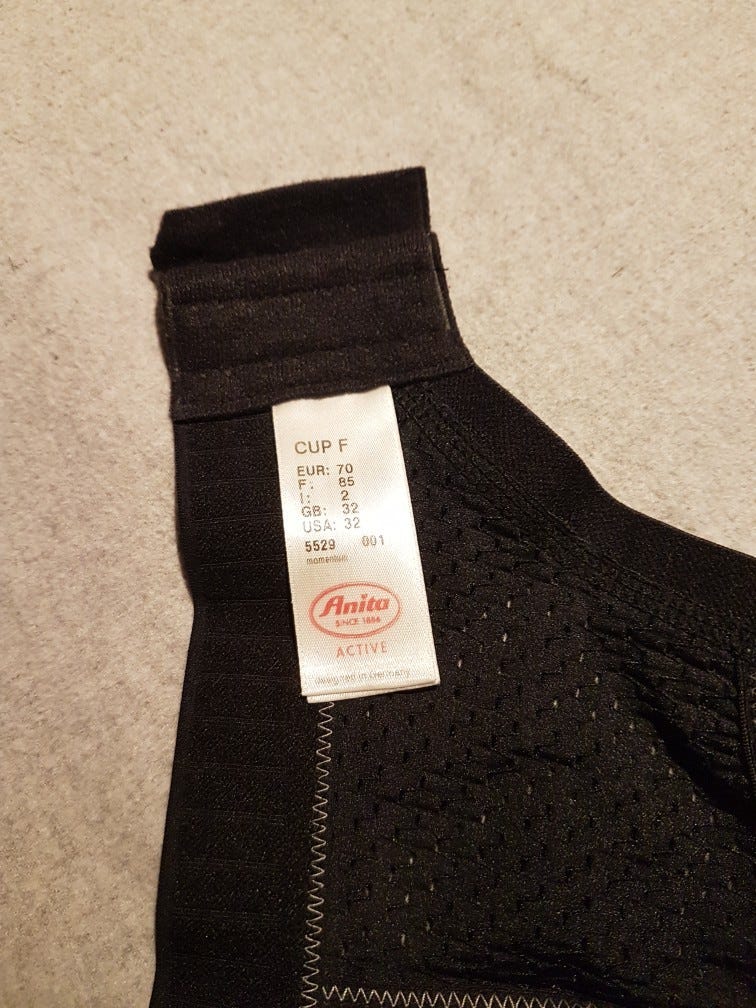 CUP F
EUR: 70
F: 85
I: 2
GB: 32
USA: 32
5529 001
momentum
Anita
SINCE 1886
ACTIVE
designed in Germany